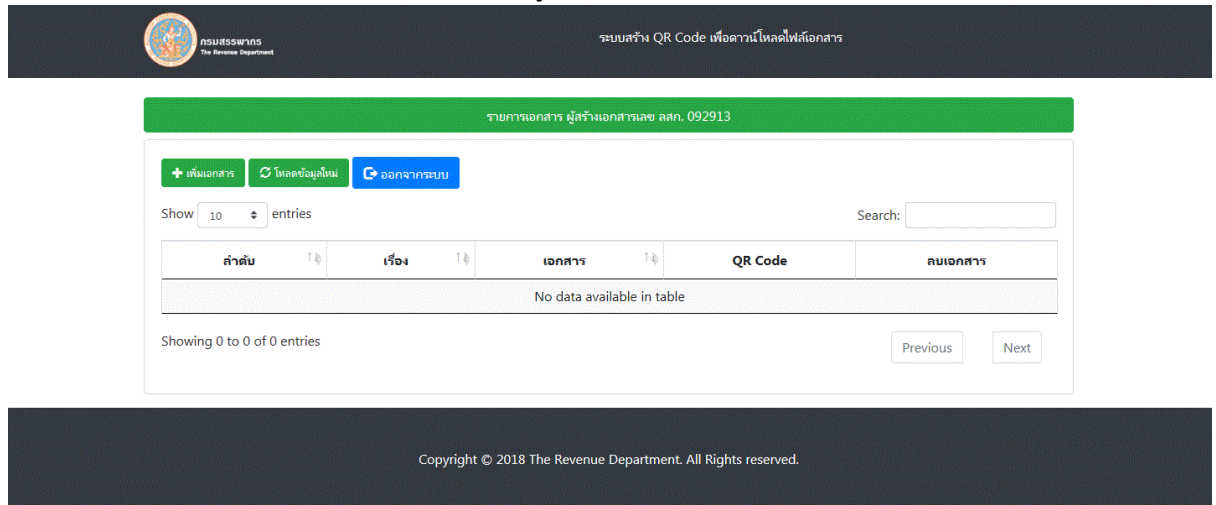 กรมสรรพากร
The Revenue Department
ระบบสร้าง QR Code เพื่อดาวน์โหลดไฟล์เอกสาร
รายการเอกสาร ผู้สร้างเอกสารเลข ลสก. 092913
เพิ่มเอกสาร โหลดข้อมูลใหม่ ออกจากระบบ
Show 10 entries Search:
ลำดับ เรื่อง เอกสาร QR Code ลบเอกสาร
No data available in table
Showing 0 to 0 of 0 entries Previous Next
Copyright © 2018 The Revenue Department. All Rights reserved.